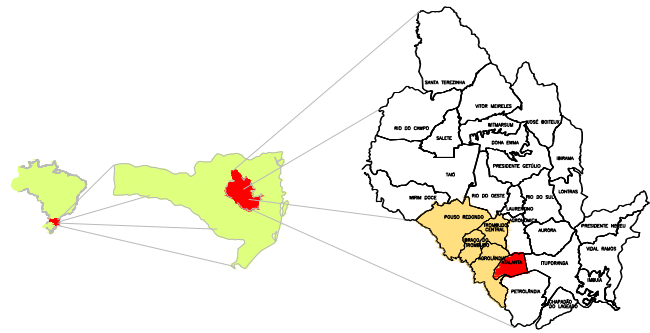 SANTA TEREZINHA
VITOR MEIRELES
RIO DO CAMPO
WITMARSUM
JOSÉ BOITEUX
SALETE
DONA EMMA
IBIRAMA
PRESIDENTE GETÚLIO
TAIÓ
LONTRAS
MIRIM DOCE
RIO DO OESTE
RIO DO SUL
LAURENTINO
POUSO REDONDO
AGRONÔMICA
TROMBUDO
CENTRAL
PRESIDENTE NEREU
AURORA
BRAÇO DO
TROMBUDO
VIDAL RAMOS
AGROLÂNDIA
ATALANTA
ITUPORANGA
IMBUIA
PETROLÂNDIA
CHAPADÃO
DO LAGEADO